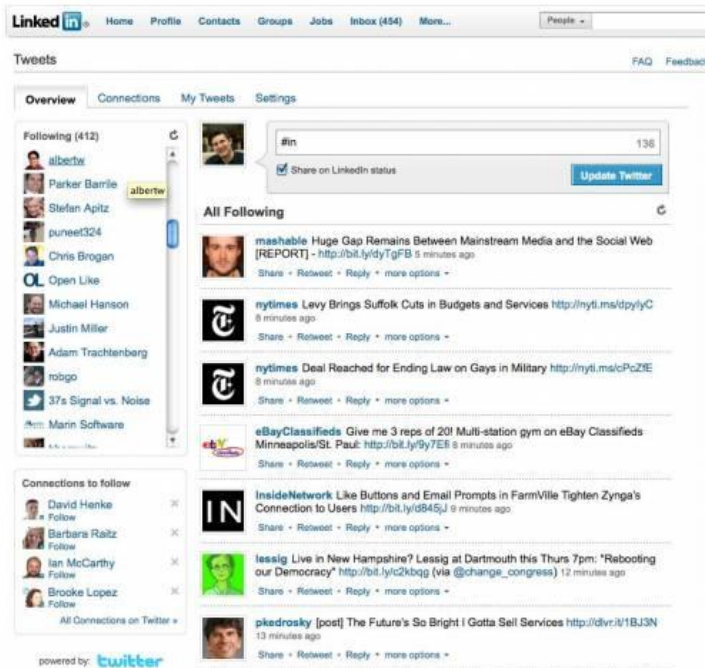 Linked in
Home Profile Contacts Groups Jobs Inbox (454) More... People
Tweets
FAQ Feedback
Overview Connections My Tweets Settings
Following (412)
albertw
Parker Barrile
albertw
Stefan Apitz
puneet324
Chris Brogan
OL Open Like
Michael Hanson
Justin Miller
Adam Trachtenberg
robgo
37s Signal vs. Noise
Marin Software
Connections to follow
David Henke
Follow
Barbara Raitz
Follow
Ian McCarthy
Follow
Brooke Lopez
Follow
All Connections on Twitter »
powered by: twitter
#in 136
Share on LinkedIn status
Update Twitter
All Following
mashable Huge Gap Remains Between Mainstream Media and the Social Web
[REPORT] - http://bit.ly/dyTgFB 5 minutes ago
Share • Retweet • Reply • more options
nytimes Levy Brings Suffolk Cuts in Budgets and Services http://nyti.ms/dpylyC
8 minutes ago
Share • Retweet • Reply • more options
nytimes Deal Reached for Ending Law on Gays in Military http://nyti.ms/cPcZfE
8 minutes ago
Share • Retweet • Reply • more options
eBay
eBayClassifieds Give me 3 reps of 20! Multi-station gym on eBay Classifieds
Minneapolis/St. Paul: http://bit.ly/9y7Efi 8 minutes ago
Share • Retweet • Reply • more options
IN
InsideNetwork Like Buttons and Email Prompts in FarmVille Tighten Zynga's
Connection to Users http://bit.ly/d845jJ 9 minutes ago
Share • Retweet • Reply • more options
lessig Live in New Hampshire? Lessig at Dartmouth this Thurs 7pm: "Rebooting
our Democracy" http://bit.ly/c2kbqg (via @change_congress) 12 minutes ago
Share • Retweet • Reply • more options
pkedrosky [post] The Future's So Bright I Gotta Sell Services http://dlvr.it/1BJ3N
13 minutes ago
Share • Retweet • Reply • more options